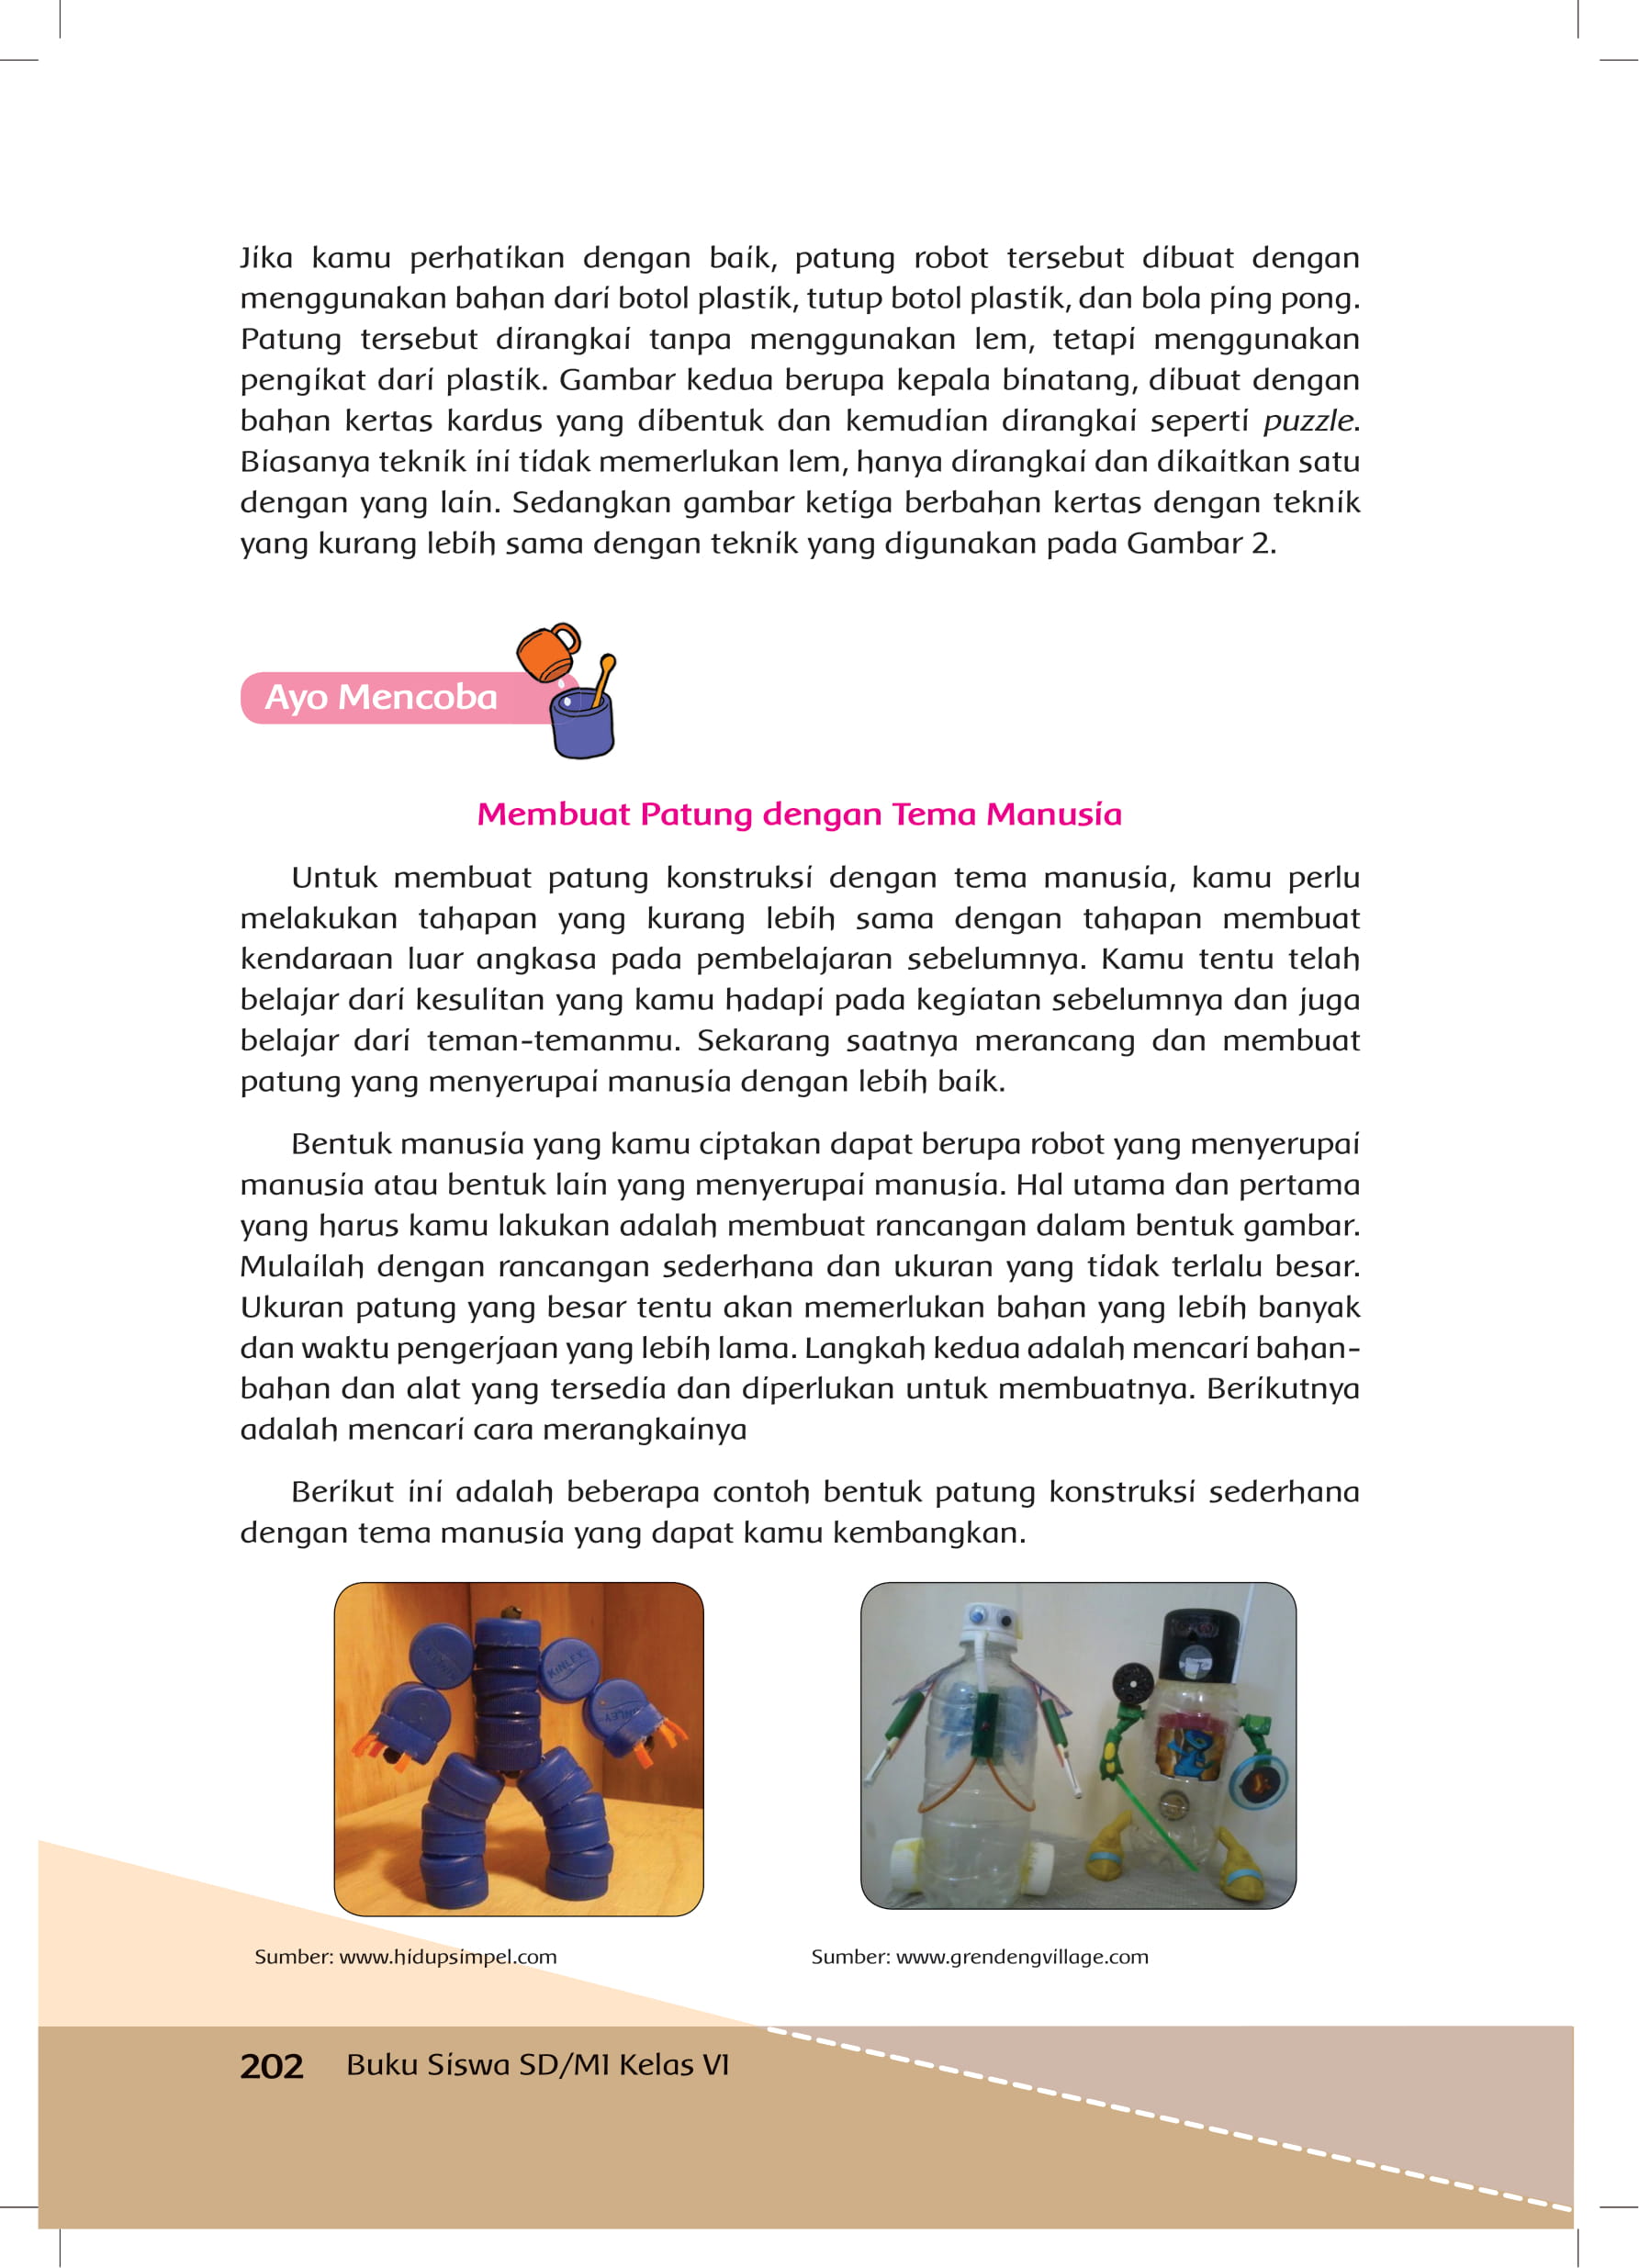 Jika kamu perhatikan dengan baik, patung robot tersebut dibuat dengan
menggunakan bahan dari botol plastik, tutup botol plastik, dan bola ping pong.
Patung tersebut dirangkai tanpa menggunakan lem, tetapi menggunakan
pengikat dari plastik. Gambar kedua berupa kepala binatang, dibuat dengan
bahan kertas kardus yang dibentuk dan kemudian dirangkai seperti puzzle.
Biasanya teknik ini tidak memerlukan lem, hanya dirangkai dan dikaitkan satu
dengan yang lain. Sedangkan gambar ketiga berbahan kertas dengan teknik
yang kurang lebih sama dengan teknik yang digunakan pada Gambar 2.
Ayo Mencoba
Membuat Patung dengan Tema Manusia
Untuk membuat patung konstruksi dengan tema manusia, kamu perlu
melakukan tahapan yang kurang lebih sama dengan tahapan membuat
kendaraan luar angkasa pada pembelajaran sebelumnya. Kamu tentu telah
belajar dari kesulitan yang kamu hadapi pada kegiatan sebelumnya dan juga
belajar dari teman-temanmu. Sekarang saatnya merancang dan membuat
patung yang menyerupai manusia dengan lebih baik.
Bentuk manusia yang kamu ciptakan dapat berupa robot yang menyerupai
manusia atau bentuk lain yang menyerupai manusia. Hal utama dan pertama
yang harus kamu lakukan adalah membuat rancangan dalam bentuk gambar.
Mulailah dengan rancangan sederhana dan ukuran yang tidak terlalu besar.
Ukuran patung yang besar tentu akan memerlukan bahan yang lebih banyak
dan waktu pengerjaan yang lebih lama. Langkah kedua adalah mencari bahan-
bahan dan alat yang tersedia dan diperlukan untuk membuatnya. Berikutnya
adalah mencari cara merangkainya
Berikut ini adalah beberapa contoh bentuk patung konstruksi sederhana
dengan tema manusia yang dapat kamu kembangkan.
KINLEY
Sumber: www.hidupsimpel.com
Sumber: www.grendengvillage.com
202 Buku Siswa SD/MI Kelas VI